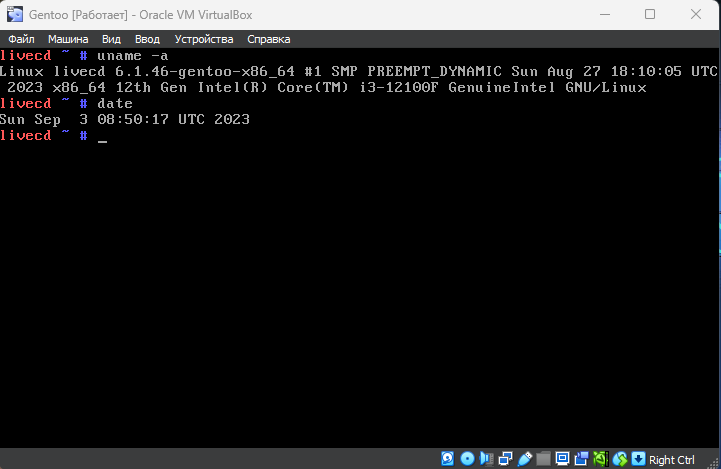 Gentoo [Работает] - Oracle VM VirtualBox
Файл Машина Вид Ввод Устройства Справка
livecd ~ # uname -a
Linux livecd 6.1.46-gentoo-x86_64 #1 SMP PREEMPT_DYNAMIC Sun Aug 27 18:10:05 UTC
2023 x86_64 12th Gen Intel(R) Core(TM) i3-12100F GenuineIntel GNU/Linux
livecd ~ # date
Sun Sep  3 08:50:17 UTC 2023
livecd ~ # _
Right Ctrl